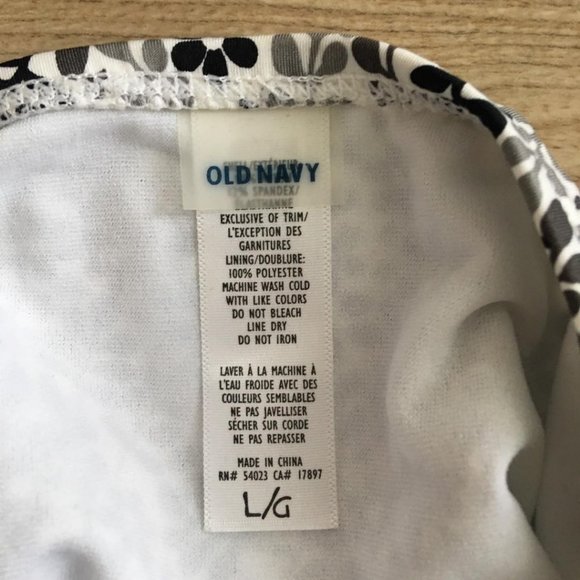 OLD NAVY
SPANDEX/
ELASTHANNE
EXCLUSIVE OF TRIM/
L'EXCEPTION DES
GARNITURES
LINING/DOUBLURE:
100% POLYESTER
MACHINE WASH COLD
WITH LIKE COLORS
DO NOT BLEACH
LINE DRY
DO NOT IRON
LAVER À LA MACHINE À
L'EAU FROIDE AVEC DES
COULEURS SEMBLABLES
NE PAS JAVELLISER
SÉCHER SUR CORDE
NE PAS REPASSER
MADE IN CHINA
RN# 54023 CA# 17897
L/G